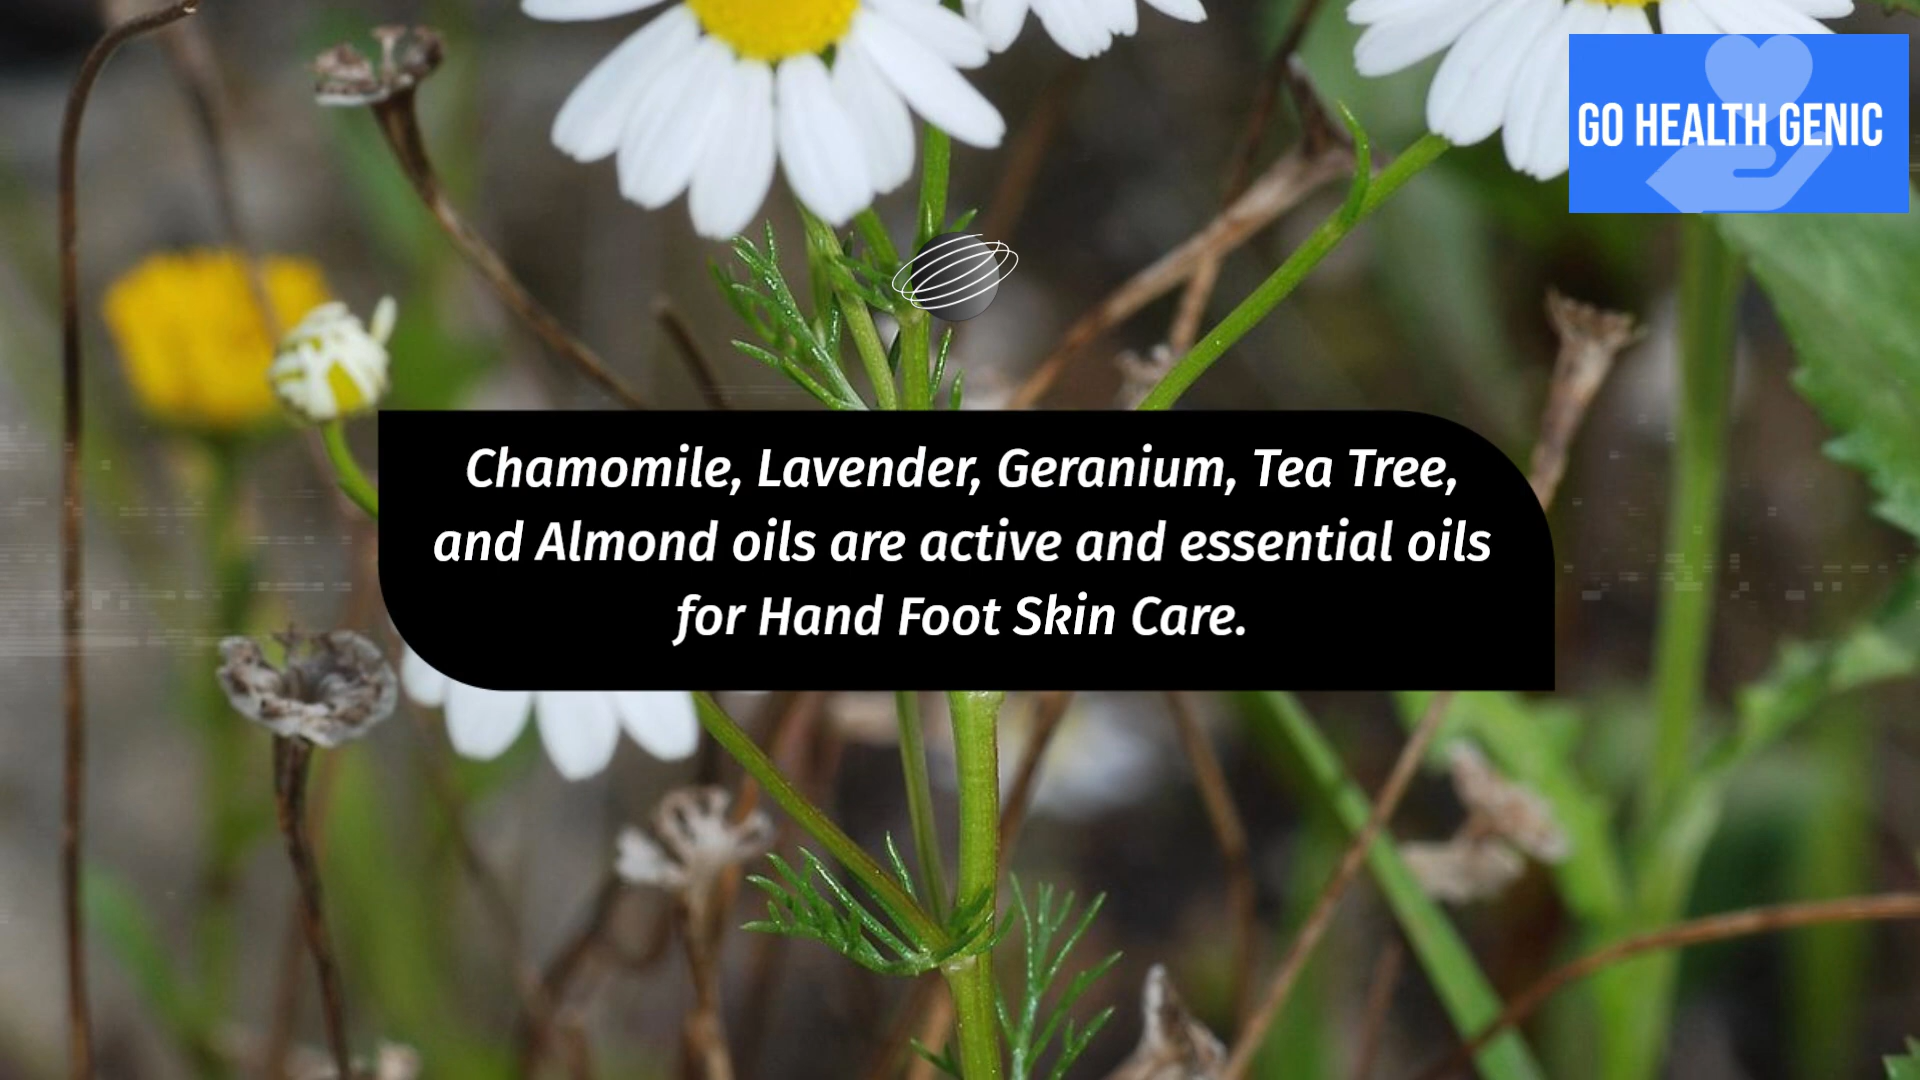 GO HEALTH GENIC
Chamomile, Lavender, Geranium, Tea Tree,
and Almond oils are active and essential oils
for Hand Foot Skin Care.